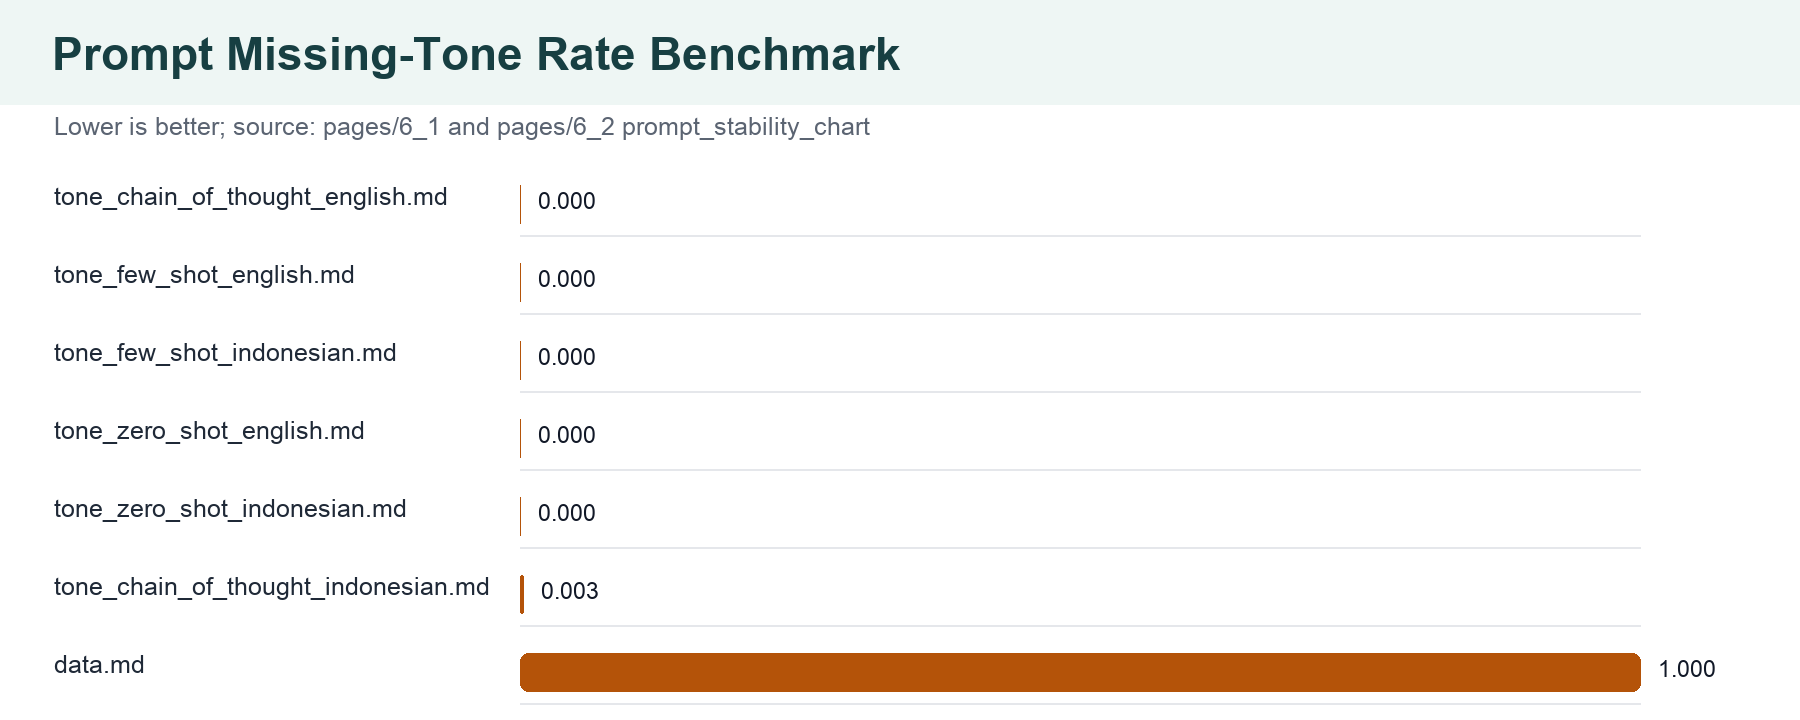 Prompt Missing-Tone Rate Benchmark
Lower is better; source: pages/6_1 and pages/6_2 prompt_stability_chart
tone_chain_of_thought_english.md 0.000
tone_few_shot_english.md 0.000
tone_few_shot_indonesian.md 0.000
tone_zero_shot_english.md 0.000
tone_zero_shot_indonesian.md 0.000
tone_chain_of_thought_indonesian.md 0.003
data.md 1.000